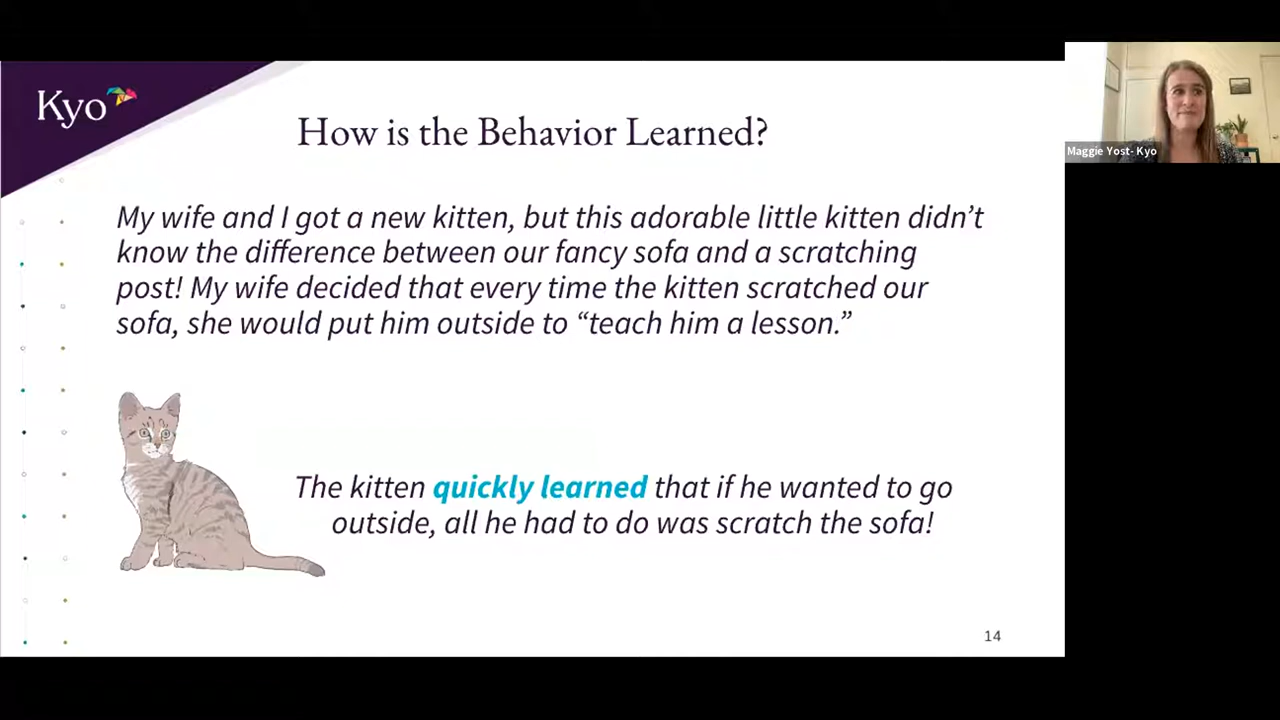 Kyo
How is the Behavior Learned?
My wife and I got a new kitten, but this adorable little kitten didn’t
know the difference between our fancy sofa and a scratching
post! My wife decided that every time the kitten scratched our
sofa, she would put him outside to “teach him a lesson.”
The kitten quickly learned that if he wanted to go
outside, all he had to do was scratch the sofa!
14
Maggie Yost- Kyo